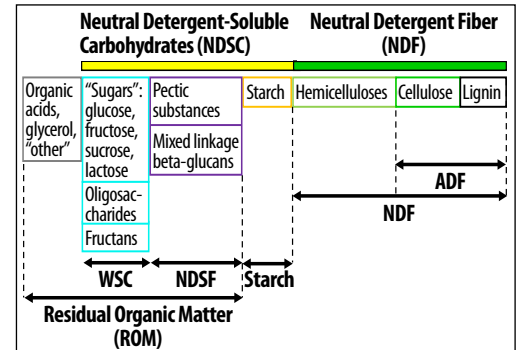 Neutral Detergent-Soluble
Carbohydrates (NDSC)
Neutral Detergent Fiber
(NDF)
Organic
acids,
glycerol,
"other"
"Sugars":
glucose,
fructose,
sucrose,
lactose
Oligosac-
charides
Fructans
Pectic
substances
Mixed linkage
beta-glucans
Starch
Hemicelluloses
Cellulose
Lignin
ADF
NDF
WSC
NDSF
Starch
Residual Organic Matter
(ROM)